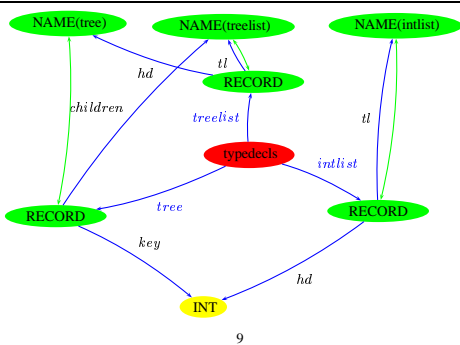 NAME(tree)
NAME(treelist)
NAME(intlist)
tl
hd
RECORD
children
treelist
tl
typedecls
intlist
tree
RECORD
RECORD
key
hd
INT
9